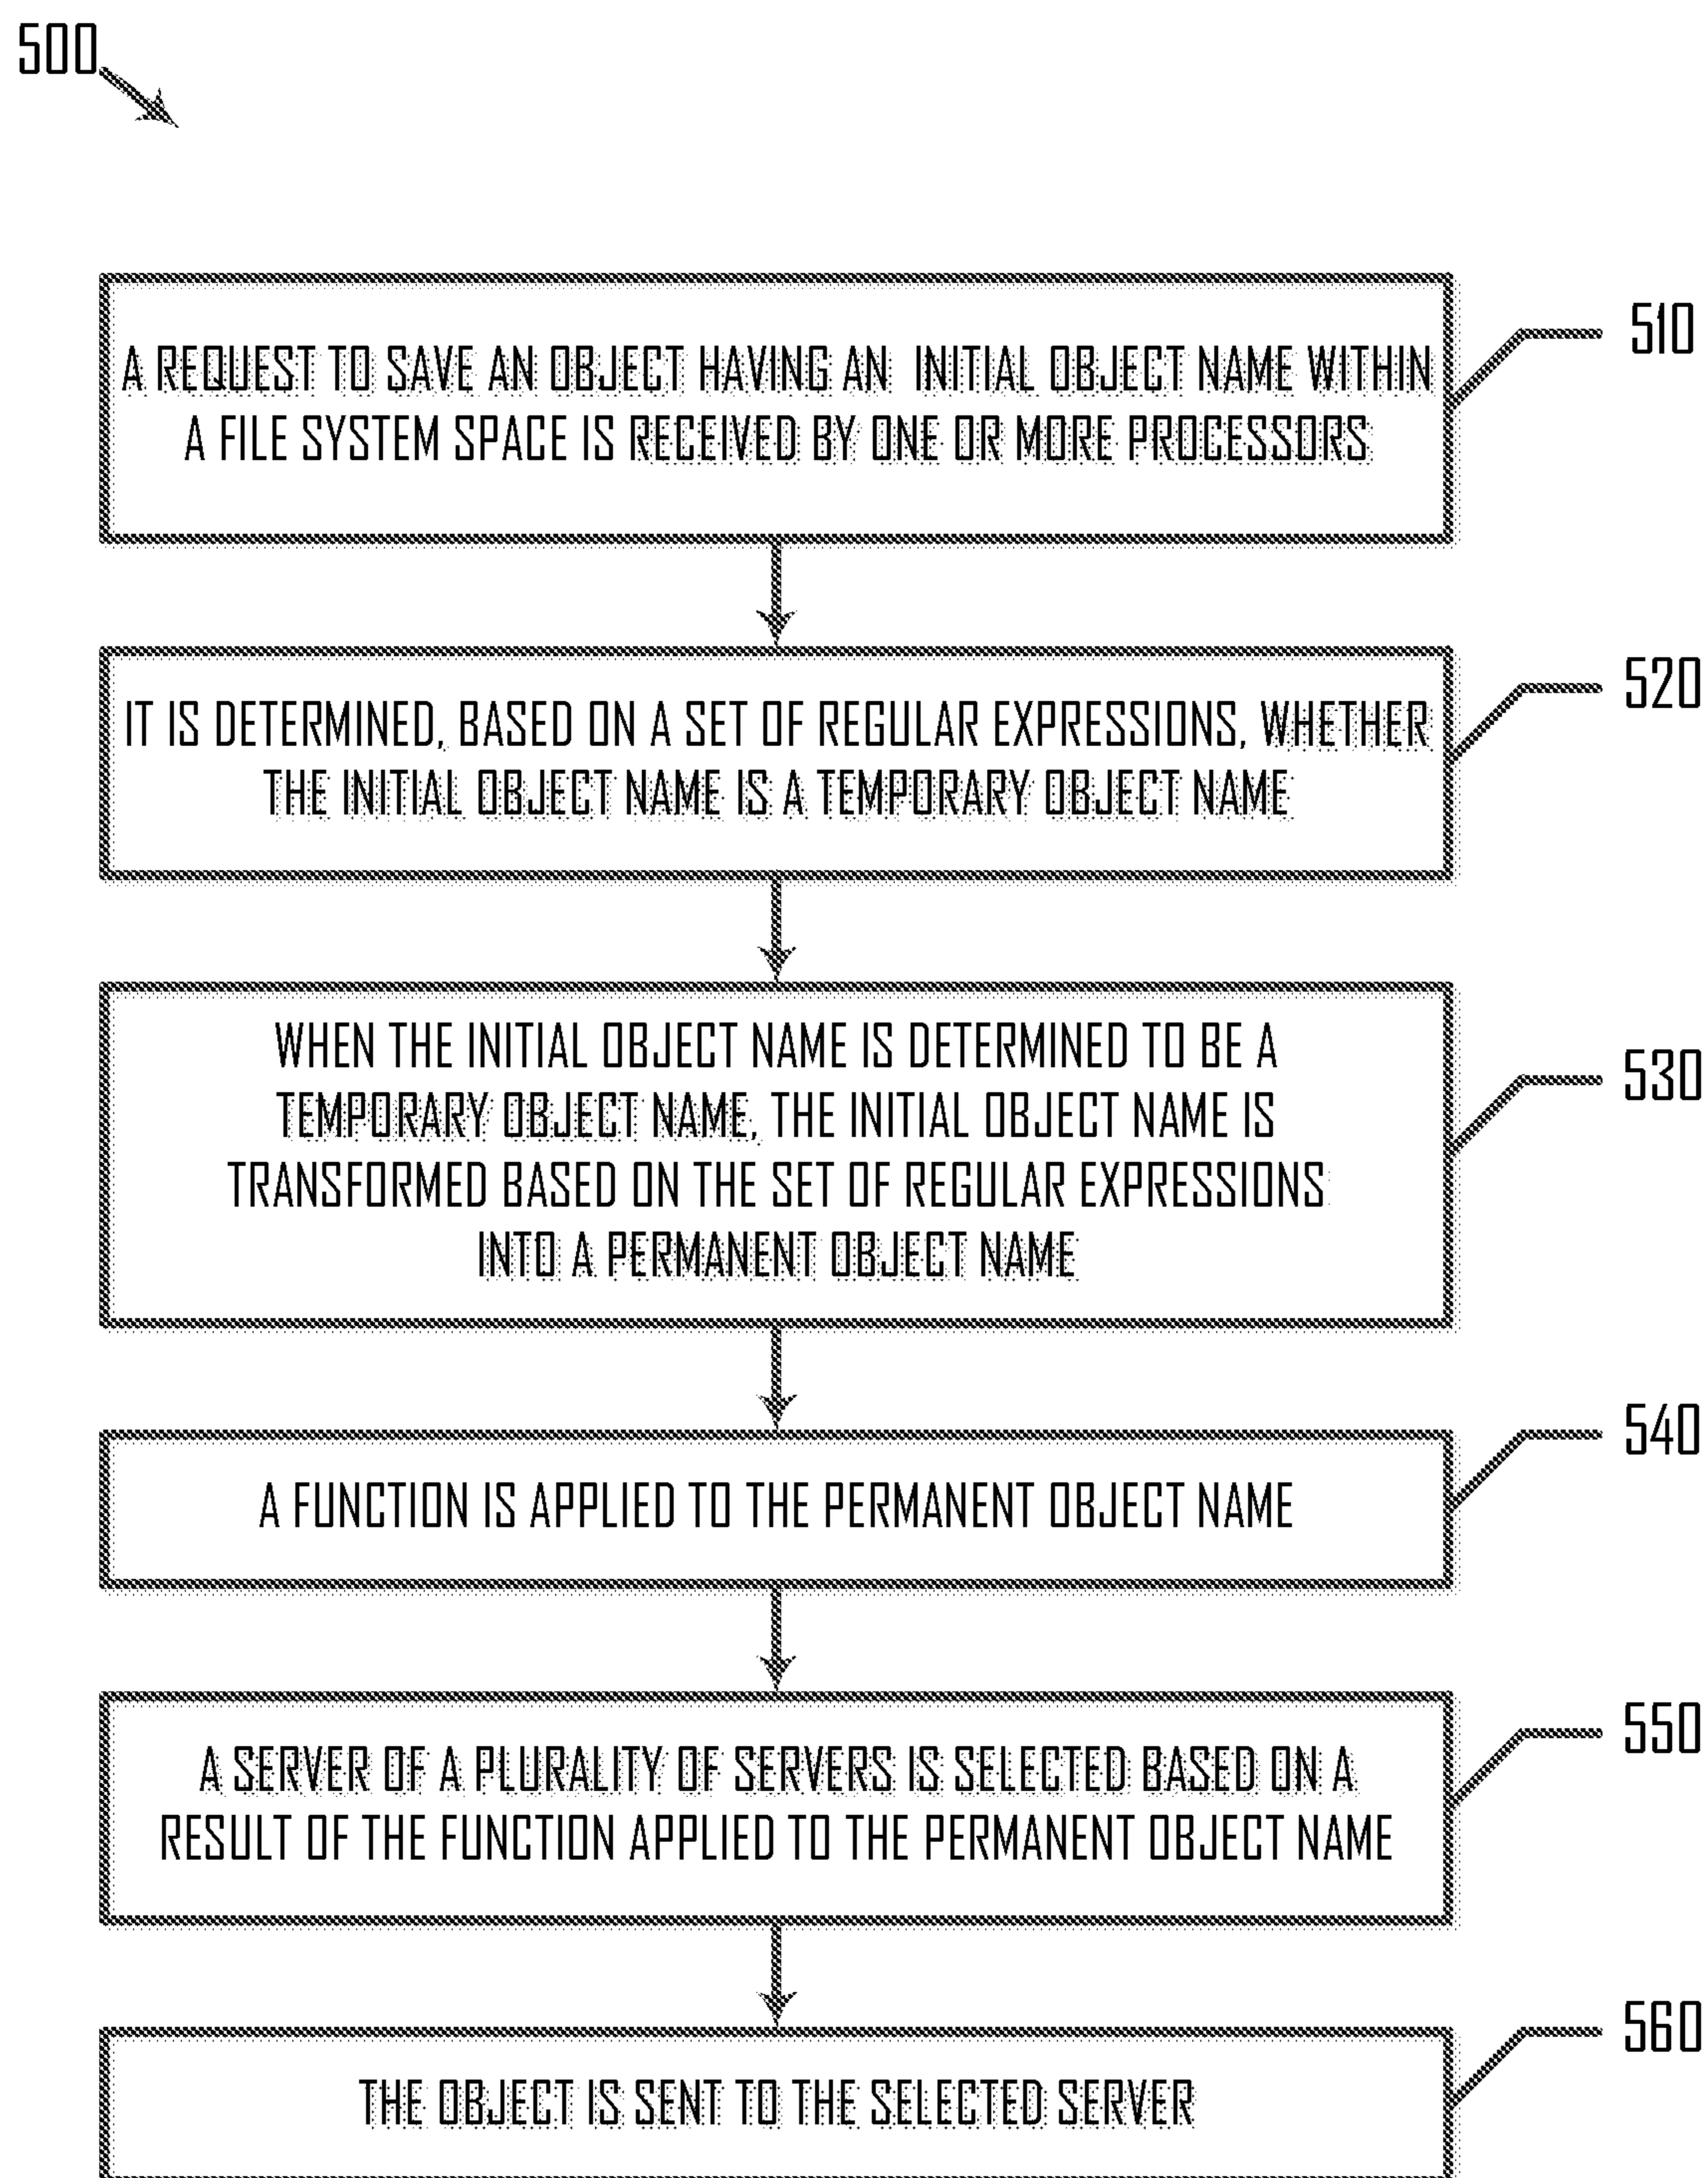 500
A REQUEST TO SAVE AN OBJECT HAVING AN INITIAL OBJECT NAME WITHIN
A FILE SYSTEM SPACE IS RECEIVED BY ONE OR MORE PROCESSORS
510
IT IS DETERMINED, BASED ON A SET OF REGULAR EXPRESSIONS, WHETHER
THE INITIAL OBJECT NAME IS A TEMPORARY OBJECT NAME
520
WHEN THE INITIAL OBJECT NAME IS DETERMINED TO BE A
TEMPORARY OBJECT NAME, THE INITIAL OBJECT NAME IS
TRANSFORMED BASED ON THE SET OF REGULAR EXPRESSIONS
INTO A PERMANENT OBJECT NAME
530
A FUNCTION IS APPLIED TO THE PERMANENT OBJECT NAME
540
A SERVER OF A PLURALITY OF SERVERS IS SELECTED BASED ON A
RESULT OF THE FUNCTION APPLIED TO THE PERMANENT OBJECT NAME
550
THE OBJECT IS SENT TO THE SELECTED SERVER
560